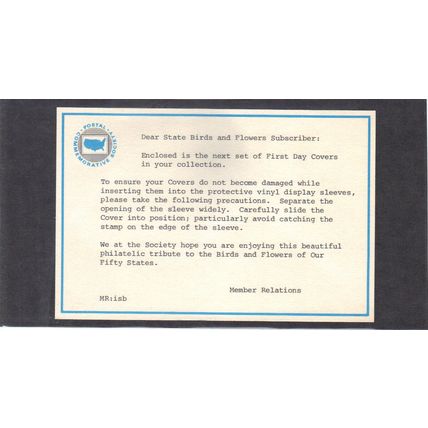 POSTAL
COMMEMORATIVE SOCIETY
Dear State Birds and Flowers Subscriber:
Enclosed is the next set of First Day Covers
in your collection.
To ensure your Covers do not become damaged while
inserting them into the protective vinyl display sleeves,
please take the following precautions. Separate the
opening of the sleeve widely. Carefully slide the
Cover into position; particularly avoid catching the
stamp on the edge of the sleeve.
We at the Society hope you are enjoying this beautiful
philatelic tribute to the Birds and Flowers of Our
Fifty States.
Member Relations
MR:isb